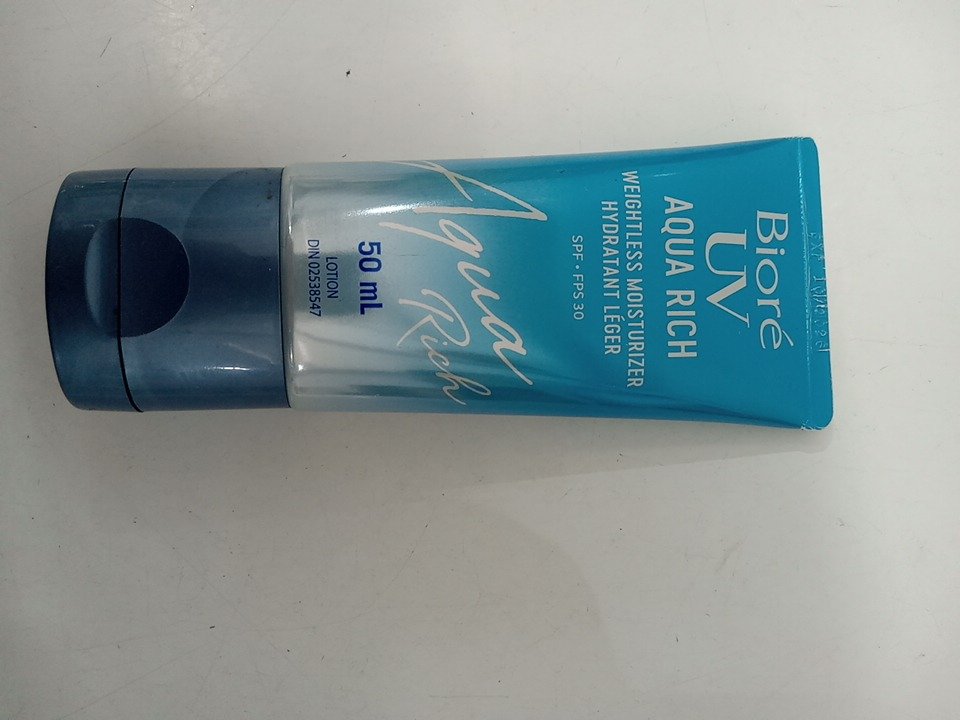 Bioré
UV
AQUA RICH
WEIGHTLESS MOISTURIZER
HYDRATANT LÉGER
SPF • FPS 30
Aqua
Rich
50 mL
LOTION
DIN 02538547